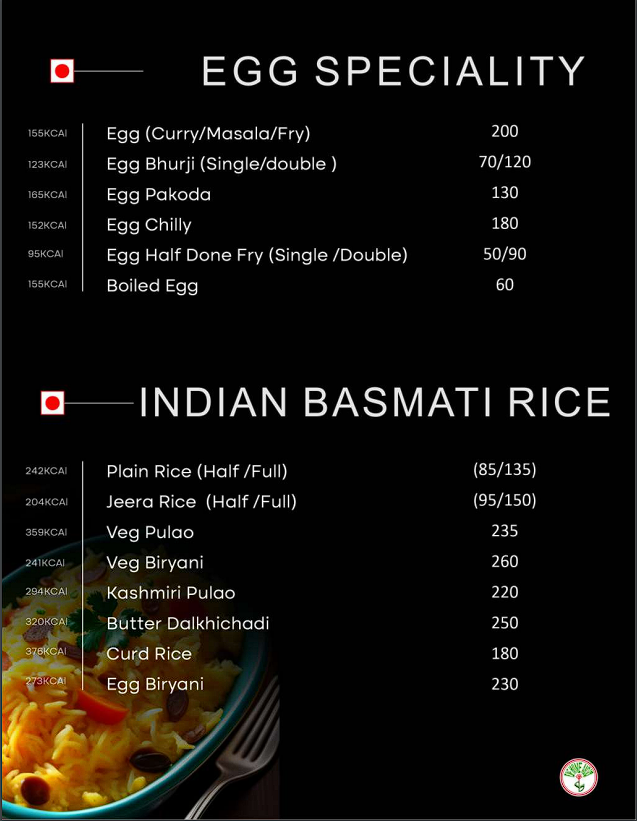 EGG SPECIALITY
155KCAl Egg (Curry/Masala/Fry) 200
123KCAl Egg Bhurji (Single/double ) 70/120
165KCAl Egg Pakoda 130
152KCAl Egg Chilly 180
95KCAl Egg Half Done Fry (Single /Double) 50/90
155KCAl Boiled Egg 60
INDIAN BASMATI RICE
242KCAl Plain Rice (Half /Full) (85/135)
204KCAl Jeera Rice (Half /Full) (95/150)
359KCAl Veg Pulao 235
241KCAl Veg Biryani 260
294KCAl Kashmiri Pulao 220
320KCAl Butter Dalkhichadi 250
376KCAl Curd Rice 180
273KCAl Egg Biryani 230